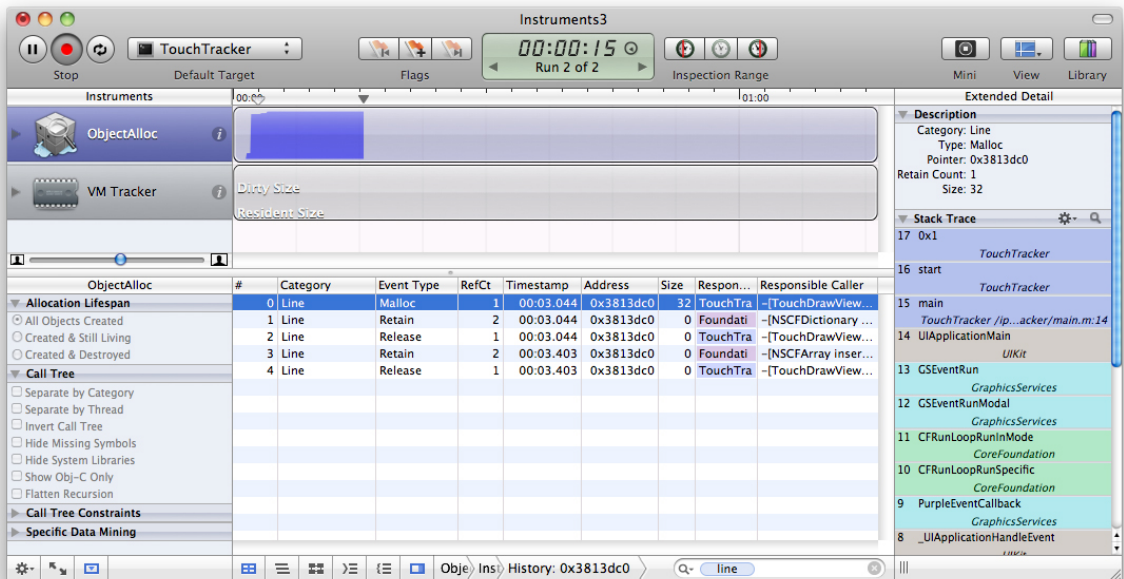 Instruments3
TouchTracker
00:00:15
Run 2 of 2
Stop
Default Target
Flags
Inspection Range
Mini
View
Library
Instruments
01:00
Extended Detail
ObjectAlloc
VM Tracker
Dirty Size
Resident Size
Description
Category: Line
Type: Malloc
Pointer: 0x3813dc0
Retain Count: 1
Size: 32
Stack Trace
17 0x1
TouchTracker
16 start
TouchTracker
15 main
TouchTracker /ip...acker/main.m:14
14 UIApplicationMain
UIKit
13 GSEventRun
GraphicsServices
12 GSEventRunModal
GraphicsServices
11 CFRunLoopRunInMode
CoreFoundation
10 CFRunLoopRunSpecific
CoreFoundation
9 PurpleEventCallback
GraphicsServices
8 _UIApplicationHandleEvent
ObjectAlloc
Allocation Lifespan
All Objects Created
Created & Still Living
Created & Destroyed
Call Tree
Separate by Category
Separate by Thread
Invert Call Tree
Hide Missing Symbols
Hide System Libraries
Show Obj-C Only
Flatten Recursion
Call Tree Constraints
Specific Data Mining
# Category Event Type RefCt Timestamp Address Size Respon... Responsible Caller
0 Line Malloc 1 00:03.044 0x3813dc0 32 TouchTra -[TouchDrawView...
1 Line Retain 2 00:03.044 0x3813dc0 0 Foundati -[NSCFDictionary ...
2 Line Release 1 00:03.044 0x3813dc0 0 TouchTra -[TouchDrawView...
3 Line Retain 2 00:03.403 0x3813dc0 0 Foundati -[NSCFArray inser...
4 Line Release 1 00:03.403 0x3813dc0 0 TouchTra -[TouchDrawView...
Obje Inst History: 0x3813dc0
line